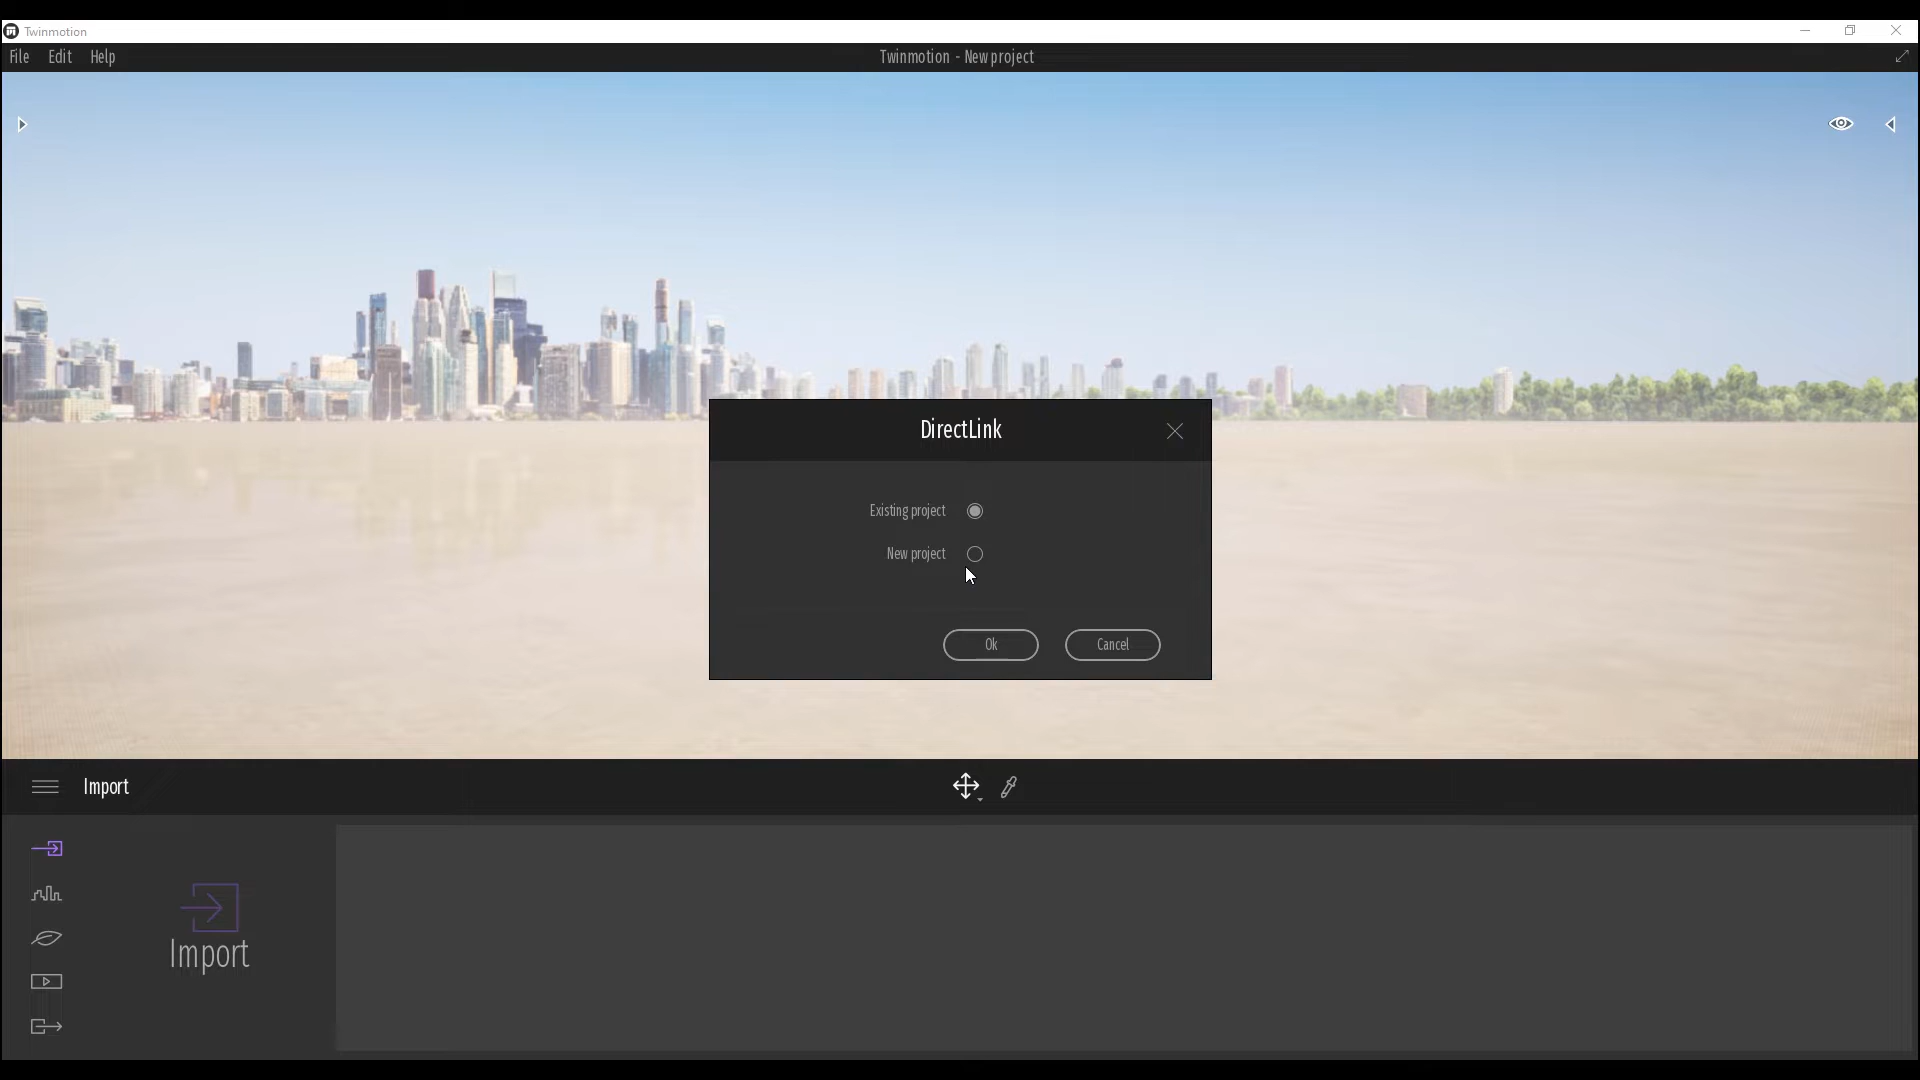 Twinmotion
File Edit Help
Twinmotion - New project
DirectLink
Existing project
New project
Ok
Cancel
Import
Import